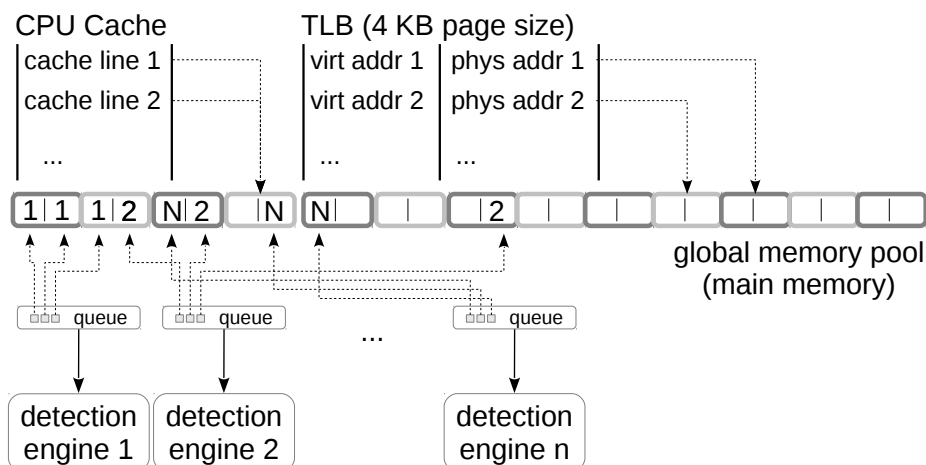 CPU Cache
TLB (4 KB page size)
cache line 1
virt addr 1
phys addr 1
cache line 2
virt addr 2
phys addr 2
...
...
...
1 1 1 2 N 2 N N 2
global memory pool
(main memory)
queue
queue
...
queue
detection
engine 1
detection
engine 2
detection
engine n